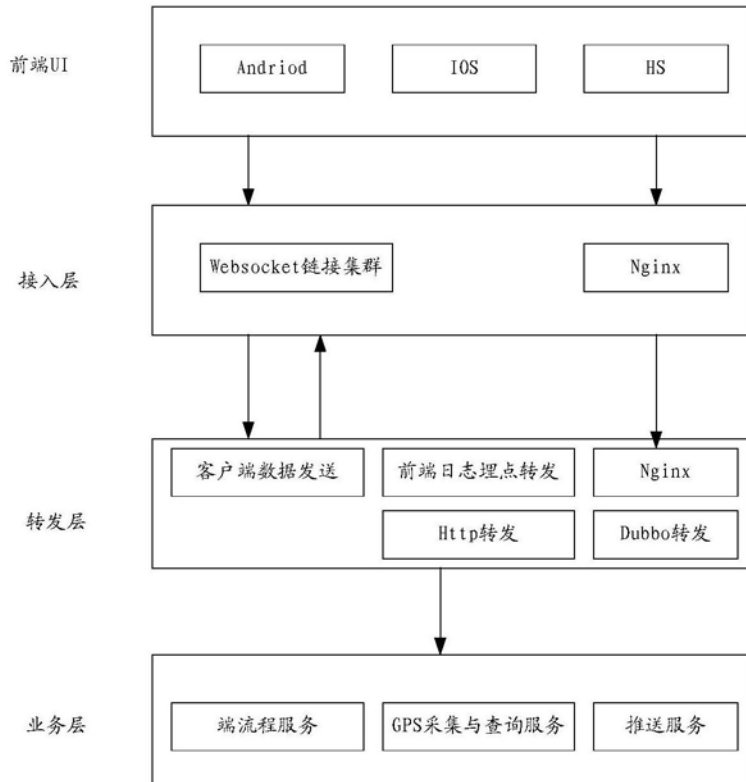 前端UI
Andriod
IOS
HS
接入层
Websocket链接集群
Nginx
转发层
客户端数据发送
前端日志埋点转发
Nginx
Http转发
Dubbo转发
业务层
端流程服务
GPS采集与查询服务
推送服务